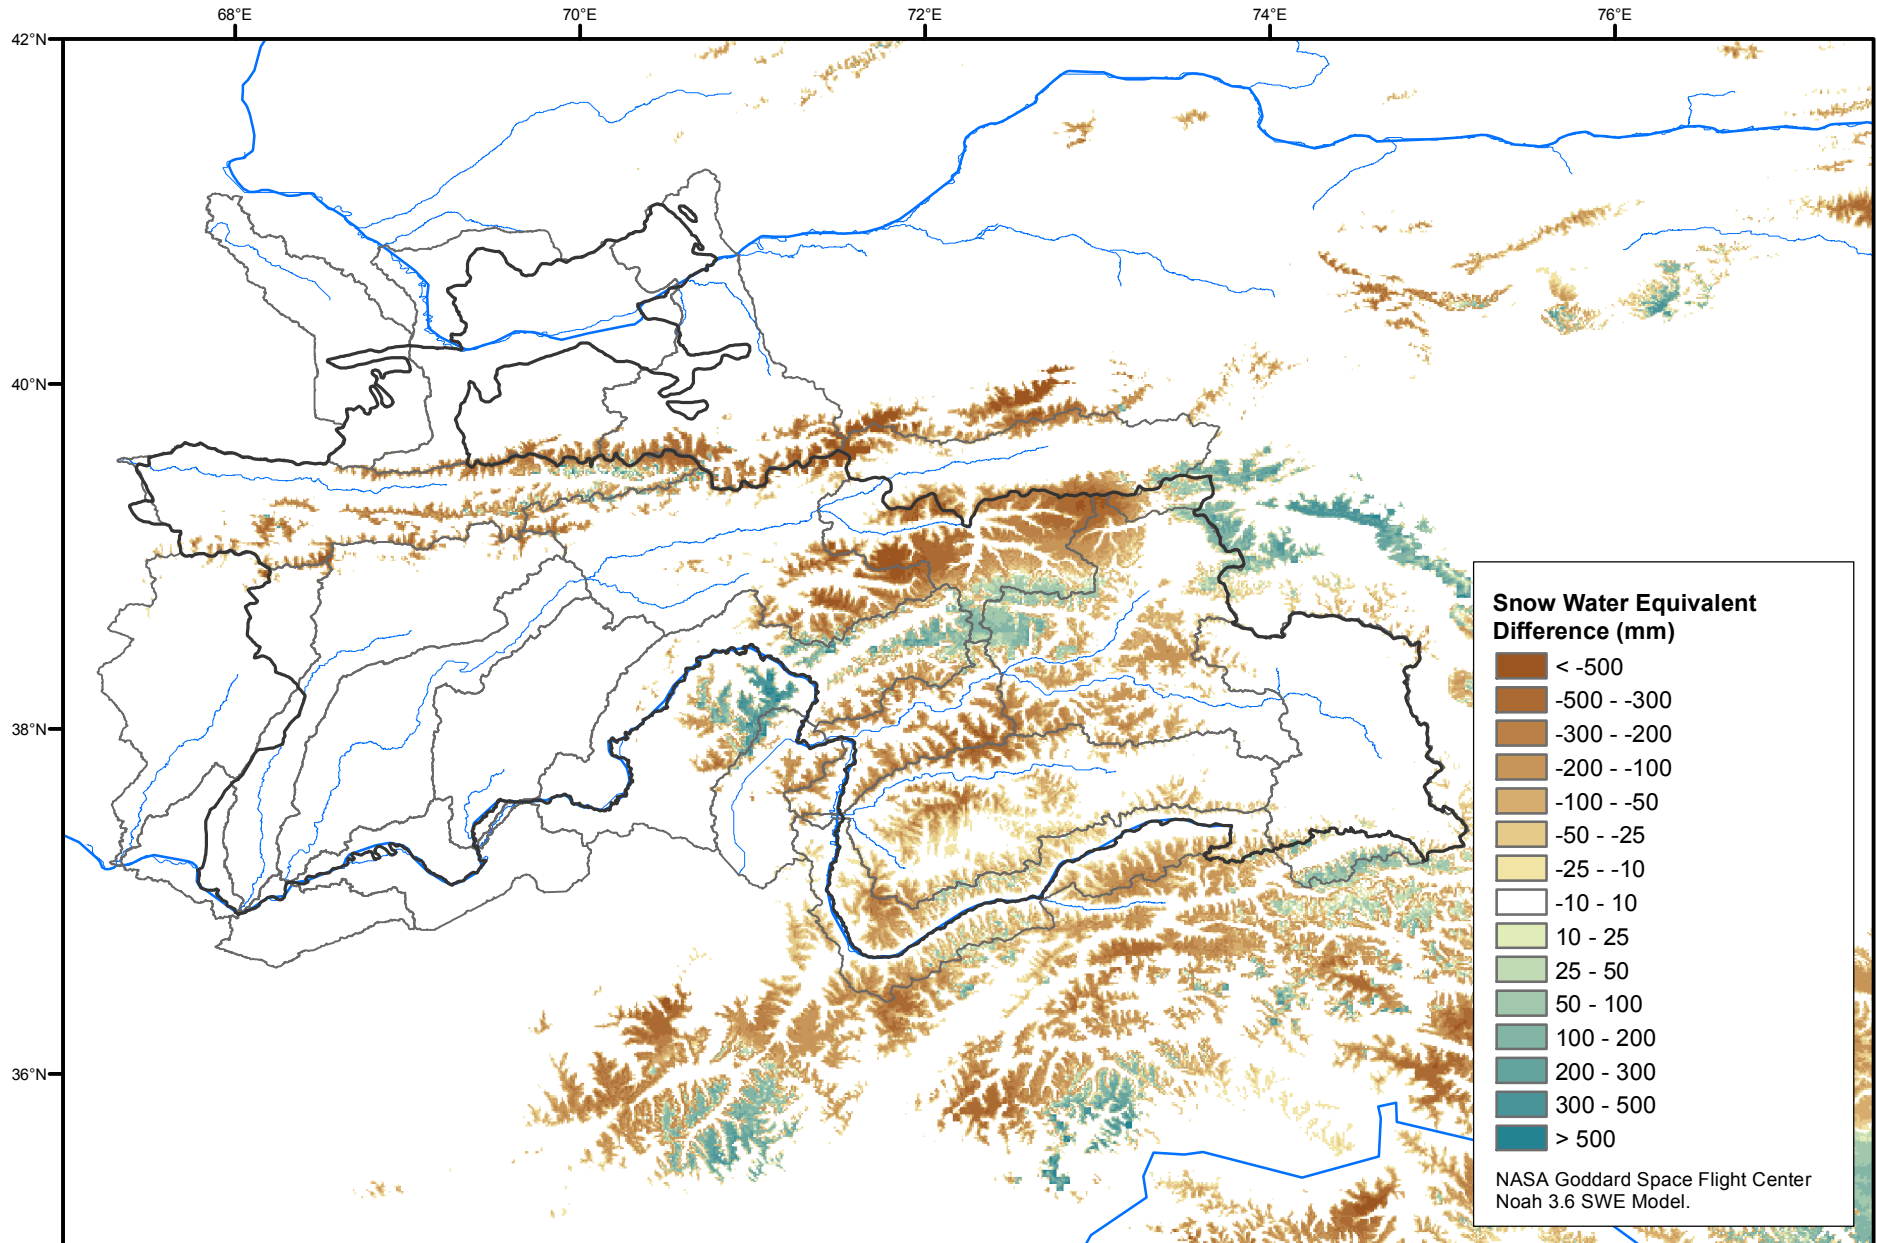 68°E 70°E 72°E 74°E 76°E
42°N
40°N
38°N
36°N
Snow Water Equivalent
Difference (mm)
< -500
-500 - -300
-300 - -200
-200 - -100
-100 - -50
-50 - -25
-25 - -10
-10 - 10
10 - 25
25 - 50
50 - 100
100 - 200
200 - 300
300 - 500
> 500
NASA Goddard Space Flight Center
Noah 3.6 SWE Model.